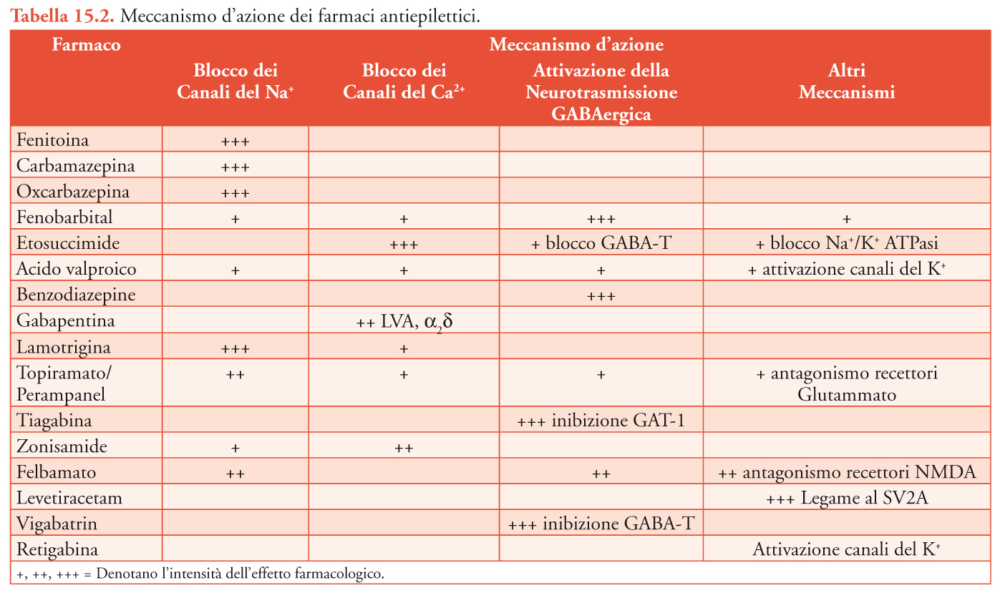 Tabella 15.2. Meccanismo d'azione dei farmaci antiepilettici.
Farmaco Meccanismo d'azione
Blocco dei Blocco dei Attivazione della Altri
Canali del Na⁺ Canali del Ca²⁺ Neurotrasmissione Meccanismi
GABAergica
Fenitoina +++
Carbamazepina +++
Oxcarbazepina +++
Fenobarbital + + +++ +
Etosuccimide +++ + blocco GABA-T + blocco Na⁺/K⁺ ATPasi
Acido valproico + + + + attivazione canali del K⁺
Benzodiazepine +++
Gabapentina ++ LVA, α₂δ
Lamotrigina +++ +
Topiramato/ ++ + + + antagonismo recettori
Perampanel Glutammato
Tiagabina +++ inibizione GAT-1
Zonisamide + ++
Felbamato ++ ++ ++ antagonismo recettori NMDA
Levetiracetam +++ Legame al SV2A
Vigabatrin +++ inibizione GABA-T
Retigabina Attivazione canali del K⁺
+, ++, +++ = Denotano l'intensità dell'effetto farmacologico.